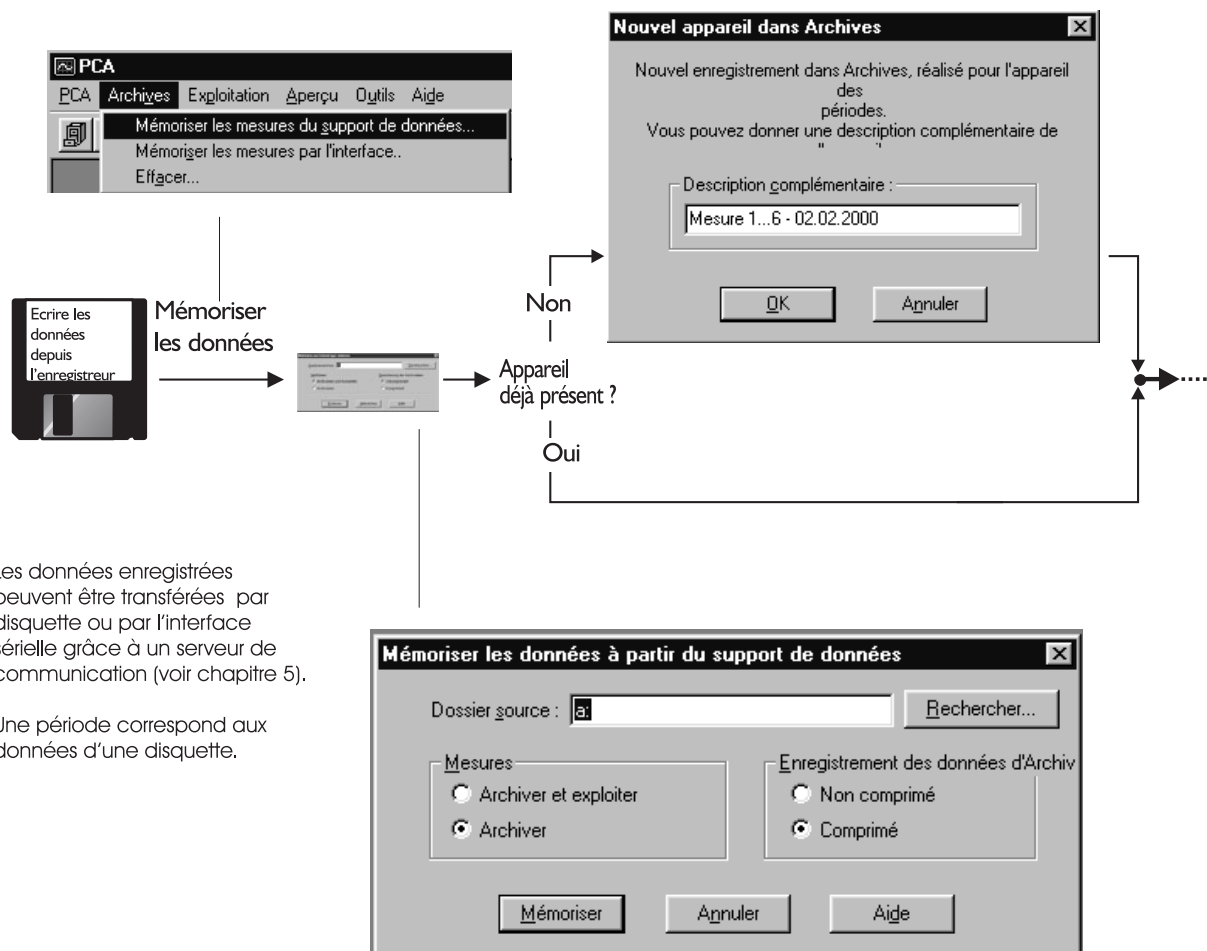 PCA
PCA Archives Exploitation Aperçu Outils Aide
Mémoriser les mesures du support de données...
Mémoriser les mesures par l'interface..
Effacer...
Nouvel appareil dans Archives
Nouvel enregistrement dans Archives, réalisé pour l'appareil
des
périodes.
Vous pouvez donner une description complémentaire de
Description complémentaire :
Mesure 1...6 - 02.02.2000
OK Annuler
Ecrire les
données
depuis
l'enregistreur
Mémoriser
les données
Non
Appareil
déjà présent ?
Oui
Les données enregistrées
peuvent être transférées par
disquette ou par l'interface
sérielle grâce à un serveur de
communication (voir chapitre 5).
Une période correspond aux
données d'une disquette.
Mémoriser les données à partir du support de données
Dossier source : a: Rechercher...
Mesures
Archiver et exploiter
Archiver
Enregistrement des données d'Archiv
Non comprimé
Comprimé
Mémoriser Annuler Aide